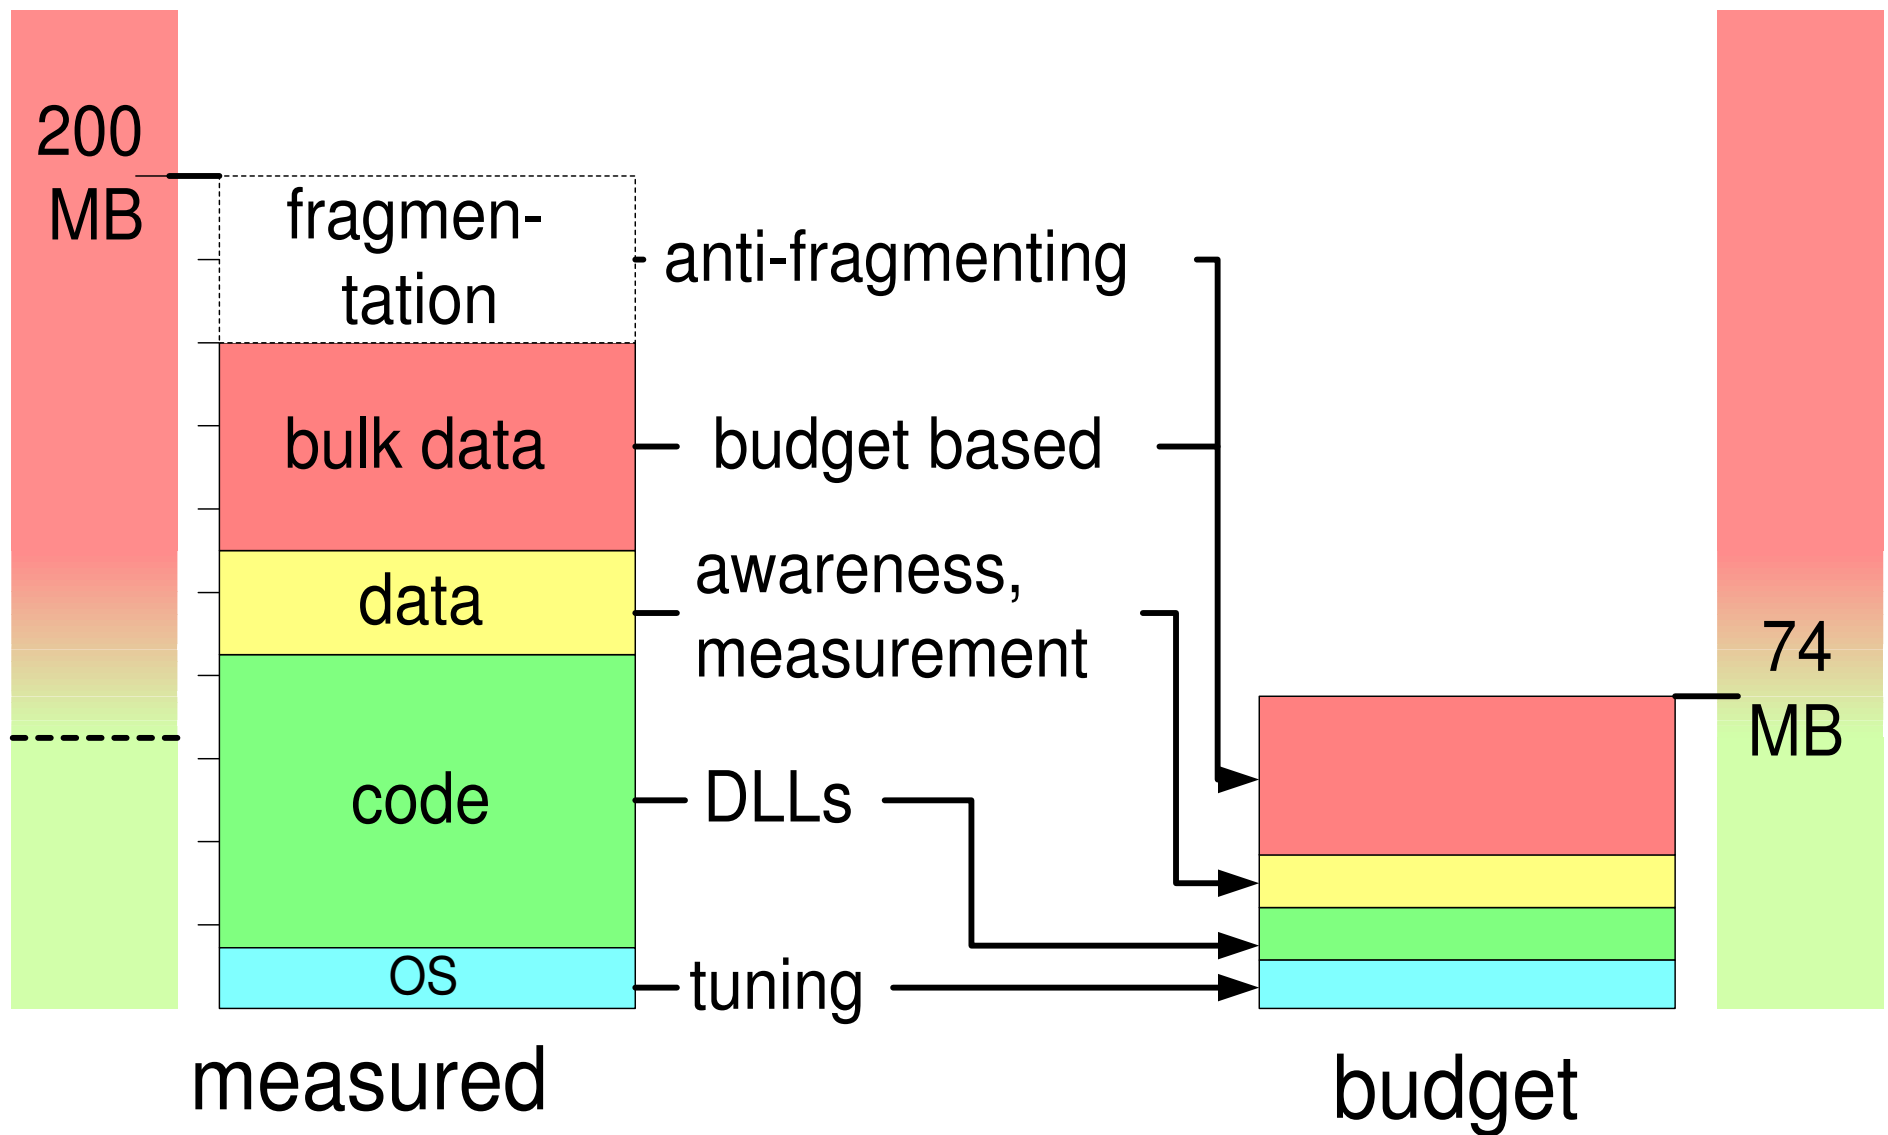 200
MB
fragmen-
tation
anti-fragmenting
bulk data
budget based
data
awareness,
measurement
74
MB
code
DLLs
OS
tuning
measured
budget